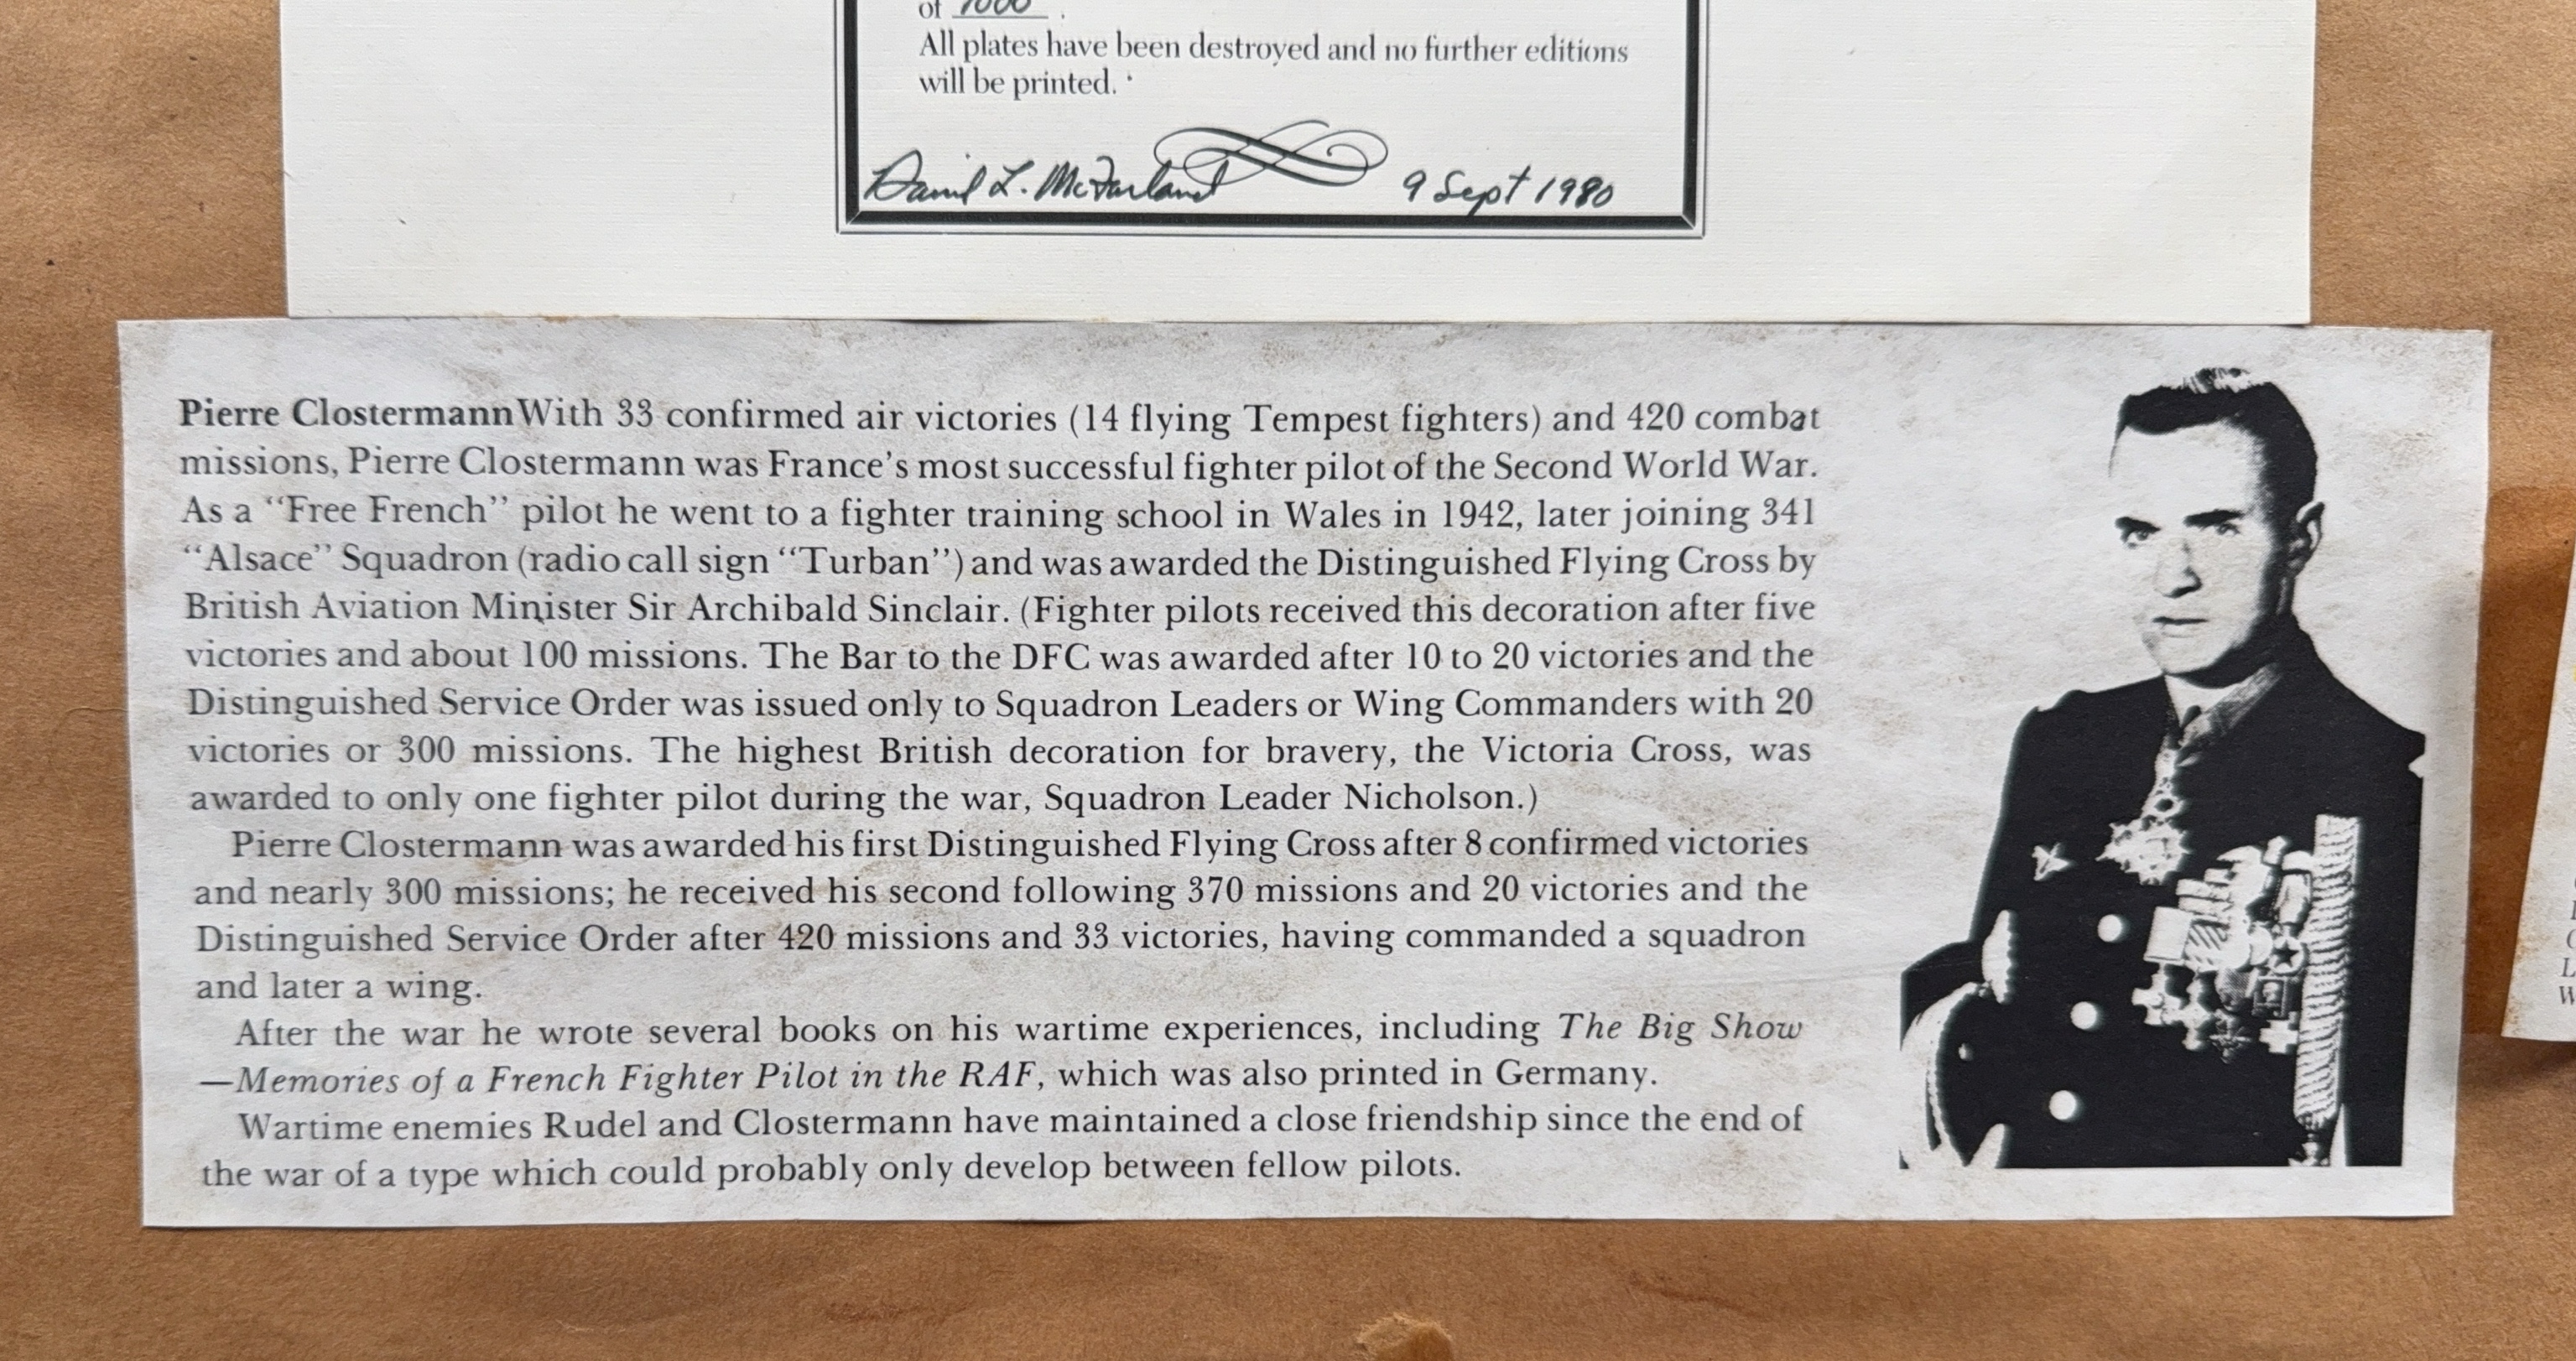 of 1000.
All plates have been destroyed and no further editions
will be printed.
David L. McFarland 9 Sept 1980
Pierre Clostermann With 33 confirmed air victories (14 flying Tempest fighters) and 420 combat
missions, Pierre Clostermann was France's most successful fighter pilot of the Second World War.
As a "Free French" pilot he went to a fighter training school in Wales in 1942, later joining 341
"Alsace" Squadron (radio call sign "Turban") and was awarded the Distinguished Flying Cross by
British Aviation Minister Sir Archibald Sinclair. (Fighter pilots received this decoration after five
victories and about 100 missions. The Bar to the DFC was awarded after 10 to 20 victories and the
Distinguished Service Order was issued only to Squadron Leaders or Wing Commanders with 20
victories or 300 missions. The highest British decoration for bravery, the Victoria Cross, was
awarded to only one fighter pilot during the war, Squadron Leader Nicholson.)
Pierre Clostermann was awarded his first Distinguished Flying Cross after 8 confirmed victories
and nearly 300 missions; he received his second following 370 missions and 20 victories and the
Distinguished Service Order after 420 missions and 33 victories, having commanded a squadron
and later a wing.
After the war he wrote several books on his wartime experiences, including The Big Show
—Memories of a French Fighter Pilot in the RAF, which was also printed in Germany.
Wartime enemies Rudel and Clostermann have maintained a close friendship since the end of
the war of a type which could probably only develop between fellow pilots.